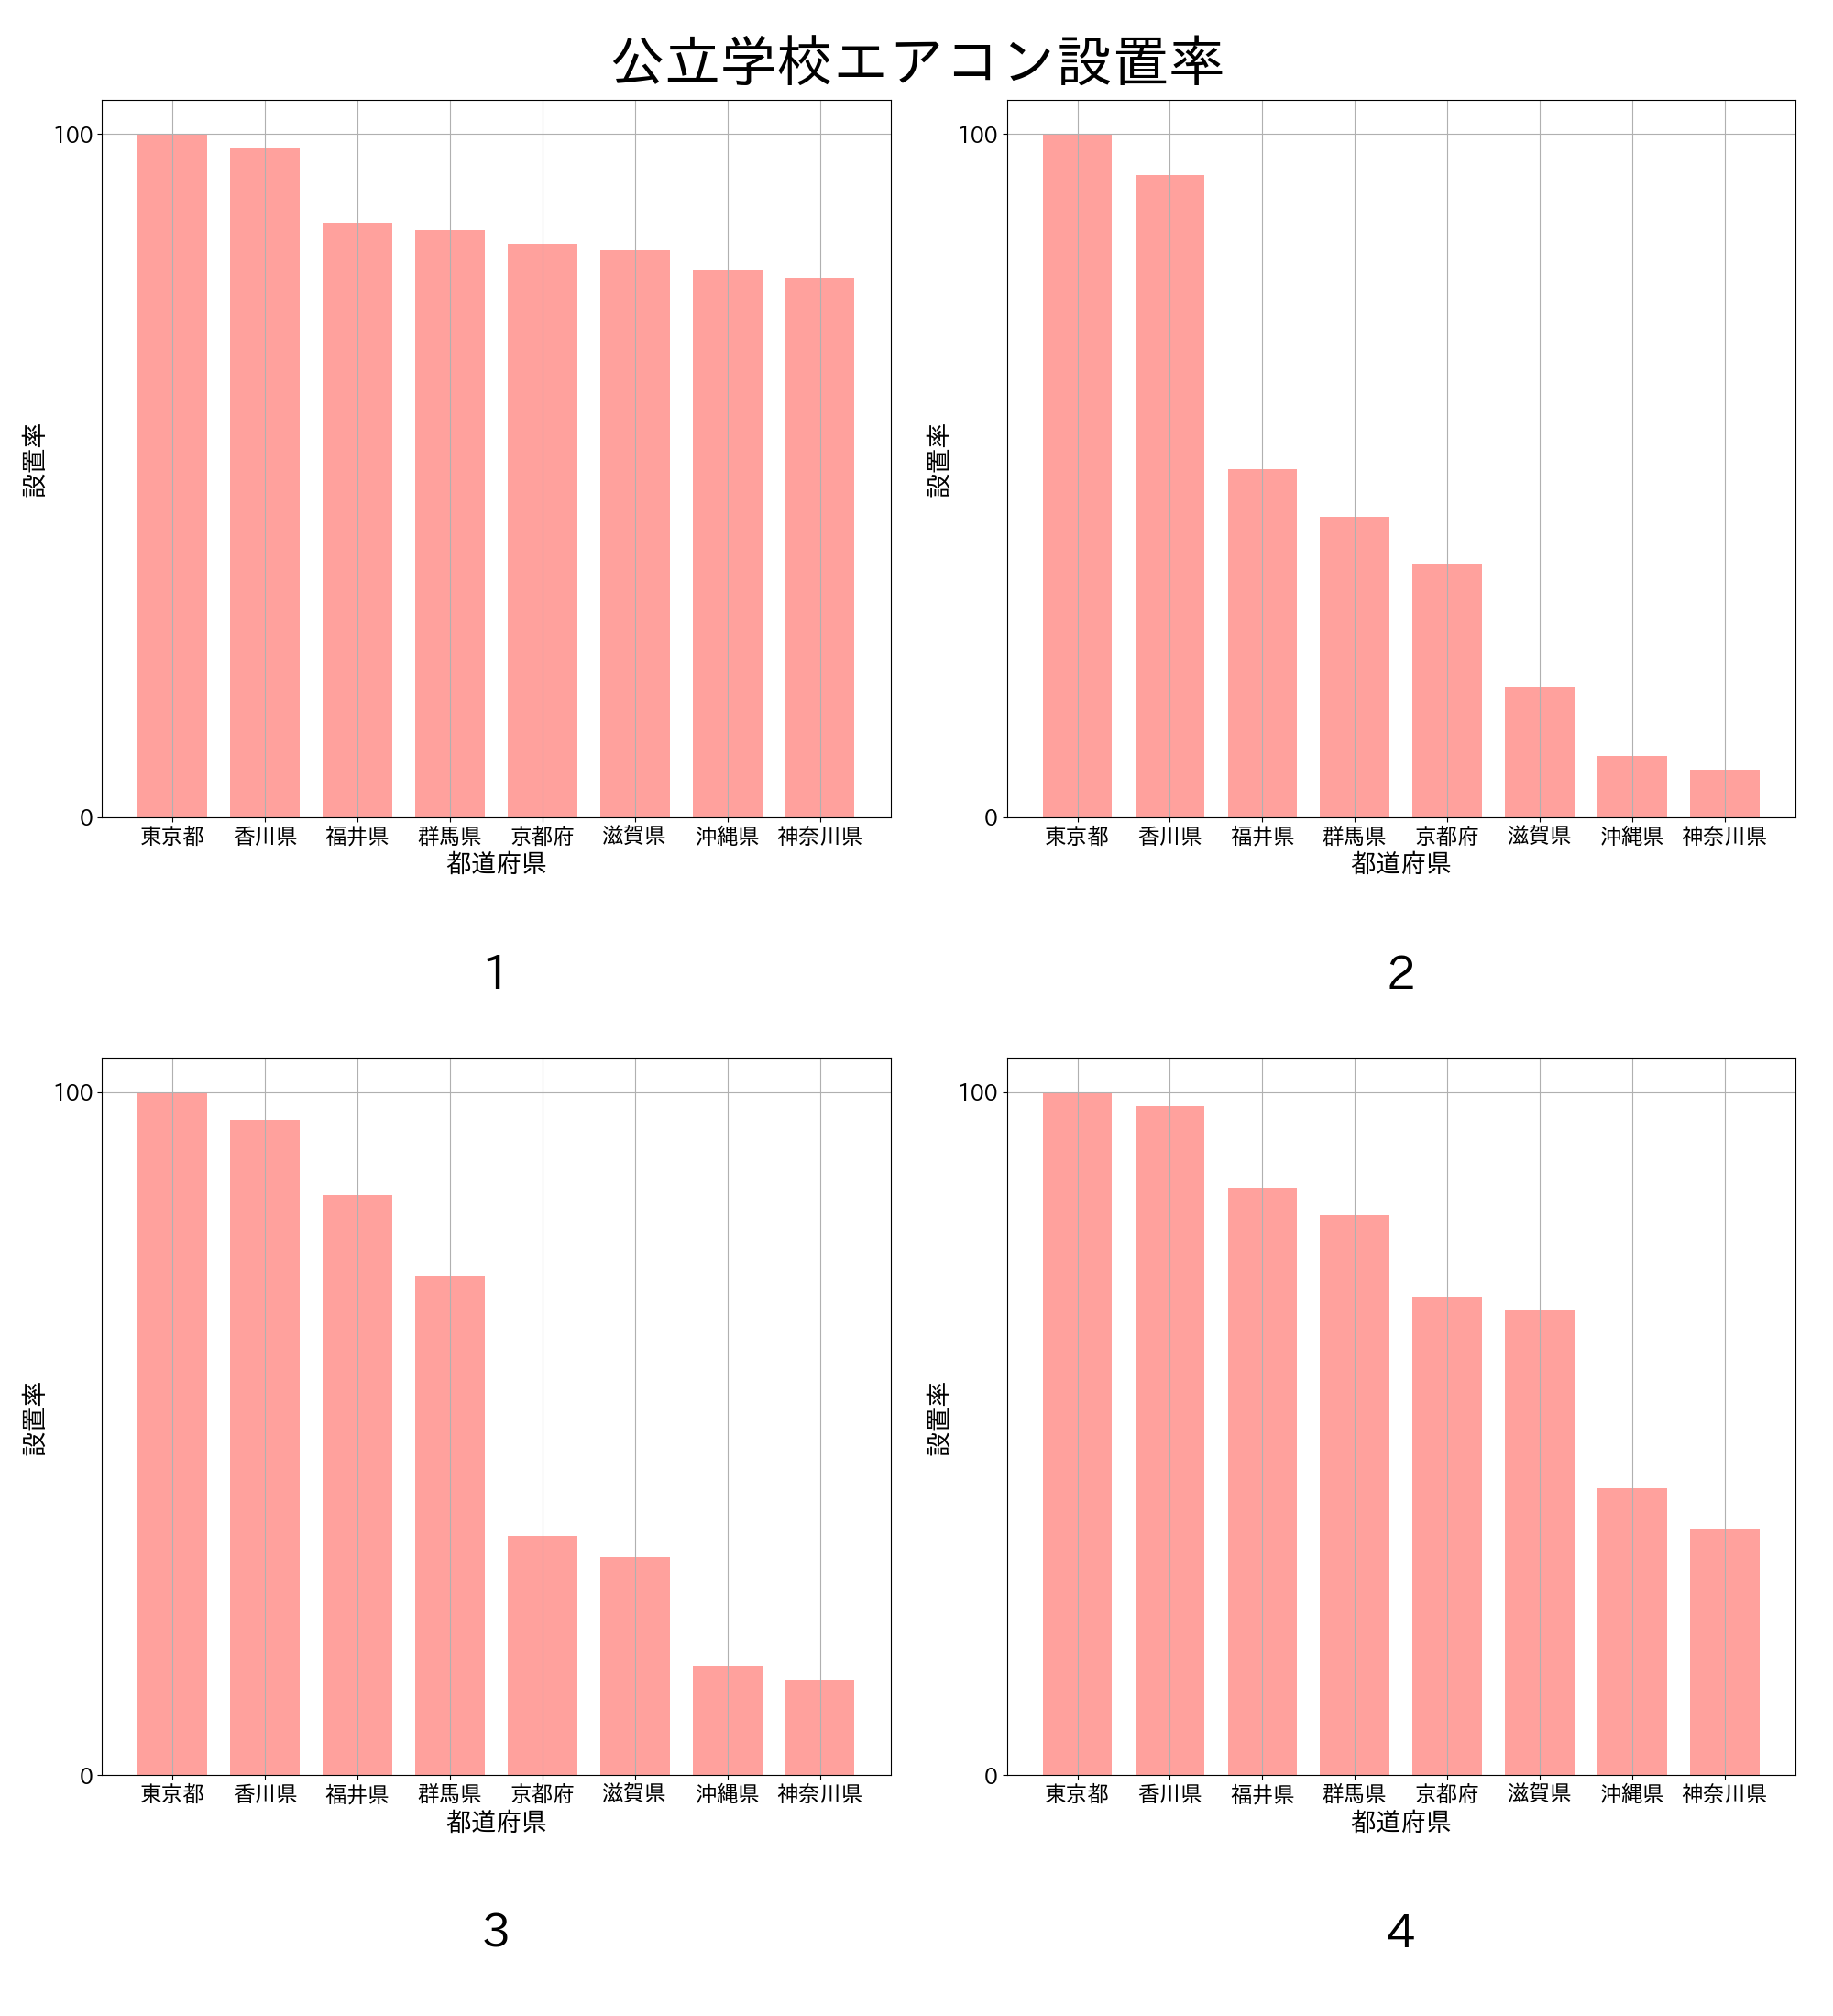 公立学校エアコン設置率
100
設置率
0
東京都 香川県 福井県 群馬県 京都府 滋賀県 沖縄県 神奈川県
都道府県
1
100
設置率
0
東京都 香川県 福井県 群馬県 京都府 滋賀県 沖縄県 神奈川県
都道府県
2
100
設置率
0
東京都 香川県 福井県 群馬県 京都府 滋賀県 沖縄県 神奈川県
都道府県
3
100
設置率
0
東京都 香川県 福井県 群馬県 京都府 滋賀県 沖縄県 神奈川県
都道府県
4